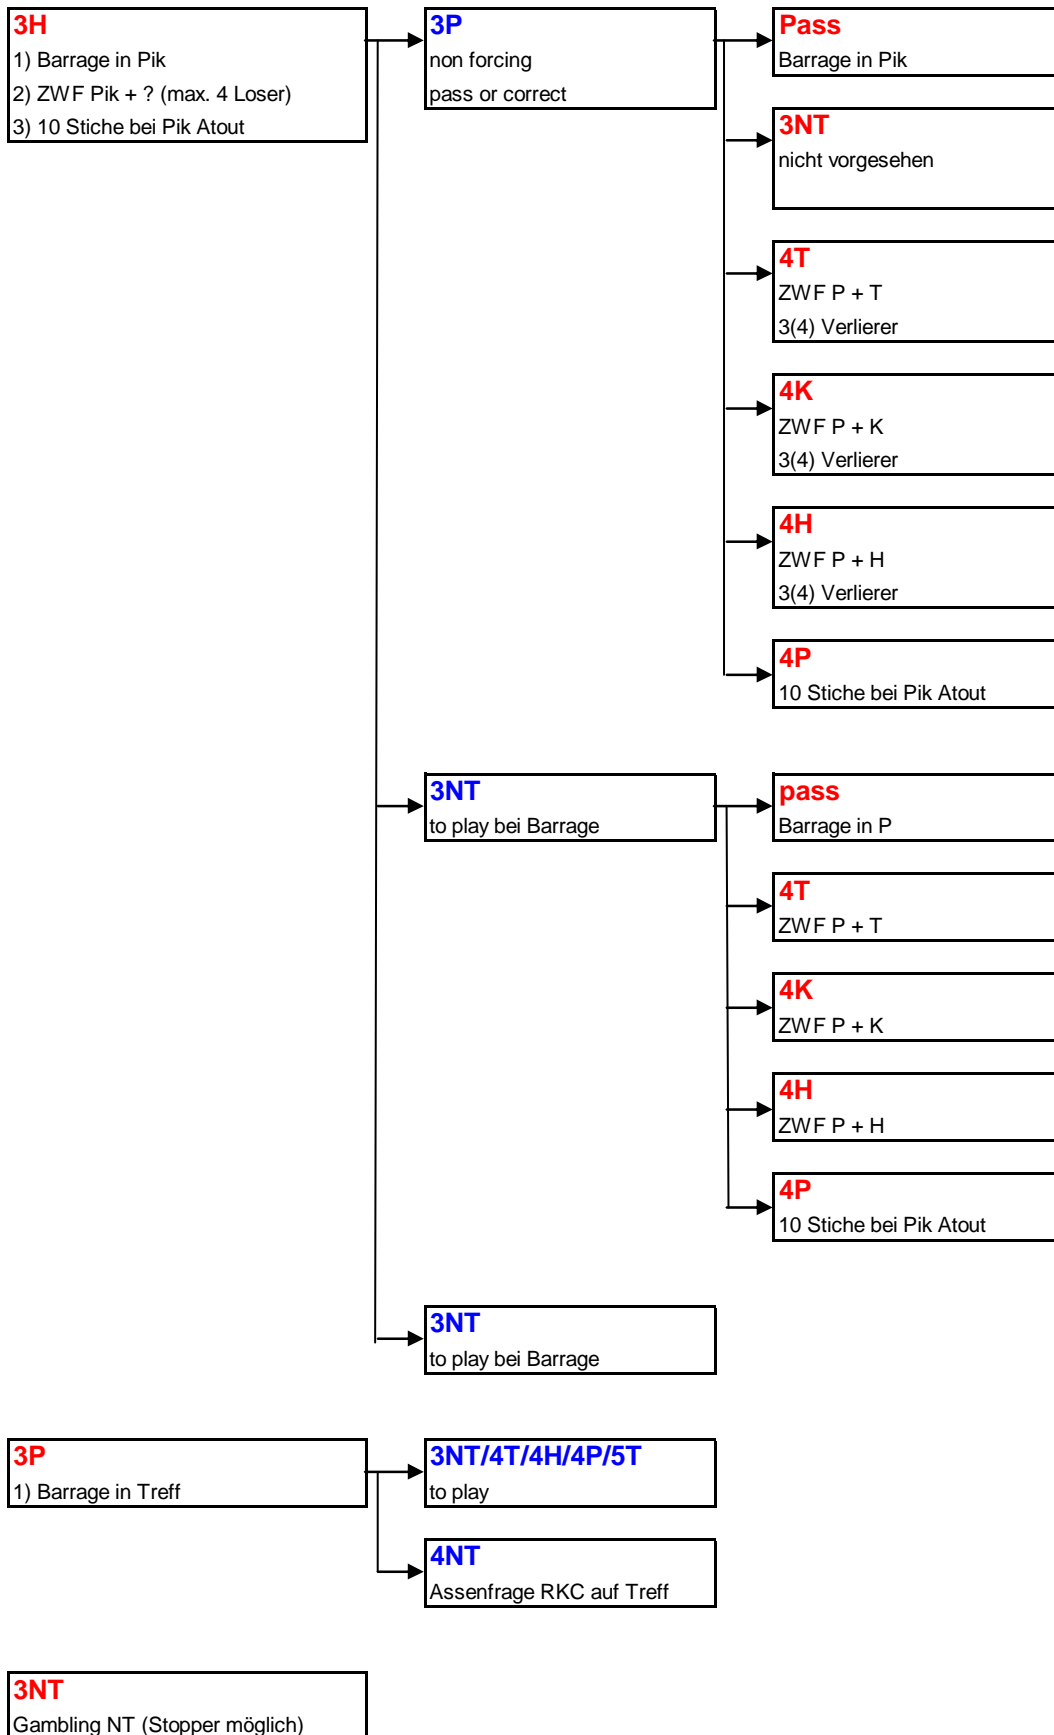 3H
1) Barrage in Pik
2) ZWF Pik + ? (max. 4 Loser)
3) 10 Stiche bei Pik Atout
3P
non forcing
pass or correct
Pass
Barrage in Pik
3NT
nicht vorgesehen
4T
ZWF P + T
3(4) Verlierer
4K
ZWF P + K
3(4) Verlierer
4H
ZWF P + H
3(4) Verlierer
4P
10 Stiche bei Pik Atout
3NT
to play bei Barrage
pass
Barrage in P
4T
ZWF P + T
4K
ZWF P + K
4H
ZWF P + H
4P
10 Stiche bei Pik Atout
3NT
to play bei Barrage
3P
1) Barrage in Treff
3NT/4T/4H/4P/5T
to play
4NT
Assenfrage RKC auf Treff
3NT
Gambling NT (Stopper möglich)